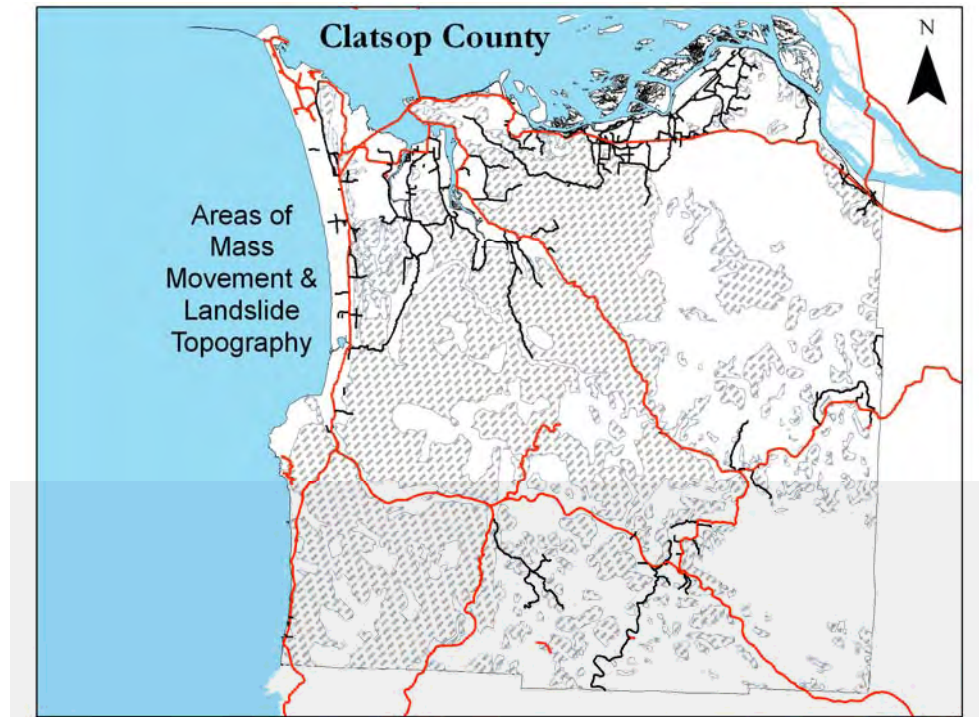 Clatsop County
N
Areas of
Mass
Movement &
Landslide
Topography